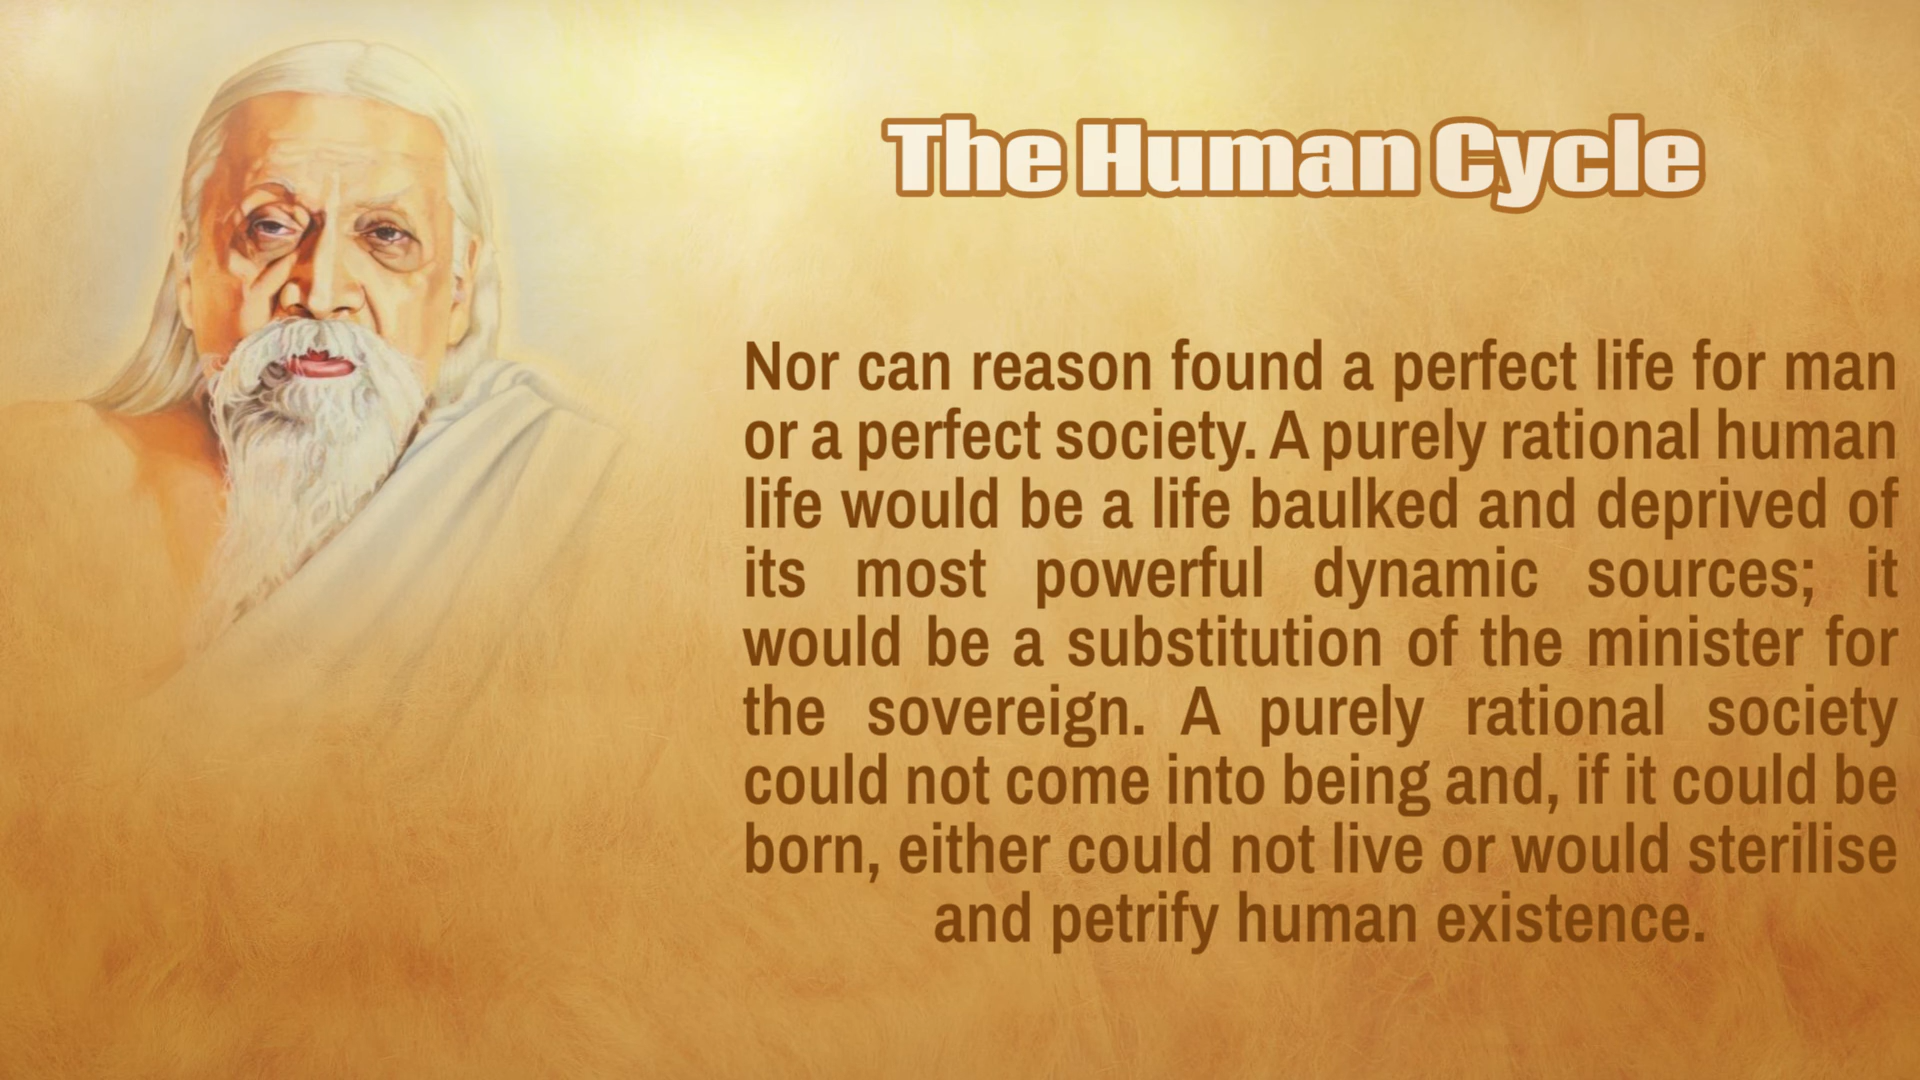 The Human Cycle
Nor can reason found a perfect life for man
or a perfect society. A purely rational human
life would be a life baulked and deprived of
its most powerful dynamic sources; it
would be a substitution of the minister for
the sovereign. A purely rational society
could not come into being and, if it could be
born, either could not live or would sterilise
and petrify human existence.